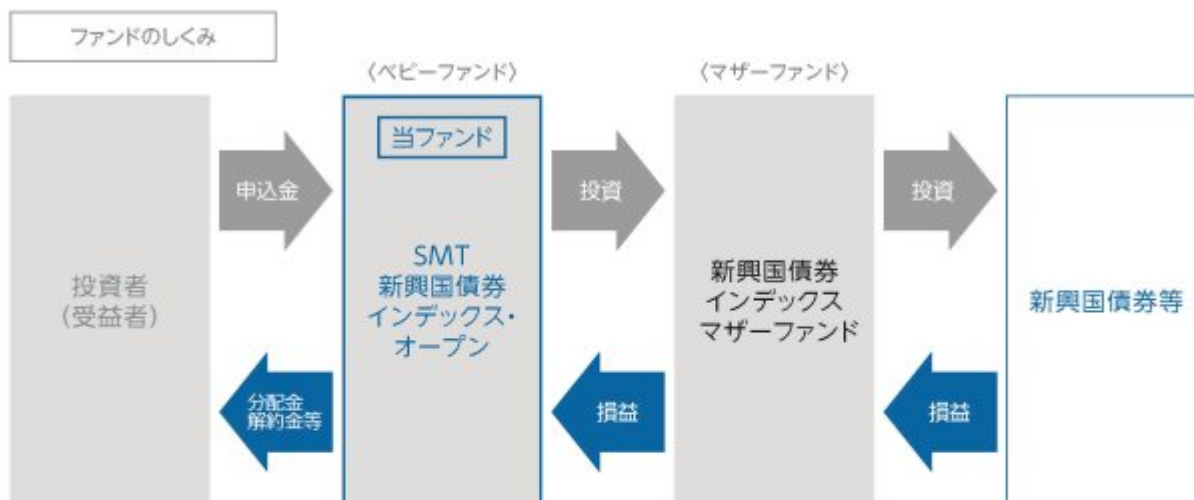 ファンドのしくみ
〈ベビーファンド〉
〈マザーファンド〉
投資者
(受益者)
申込金
分配金
解約金等
当ファンド
SMT
新興国債券
インデックス・
オープン
投資
損益
新興国債券
インデックス
マザーファンド
投資
損益
新興国債券等